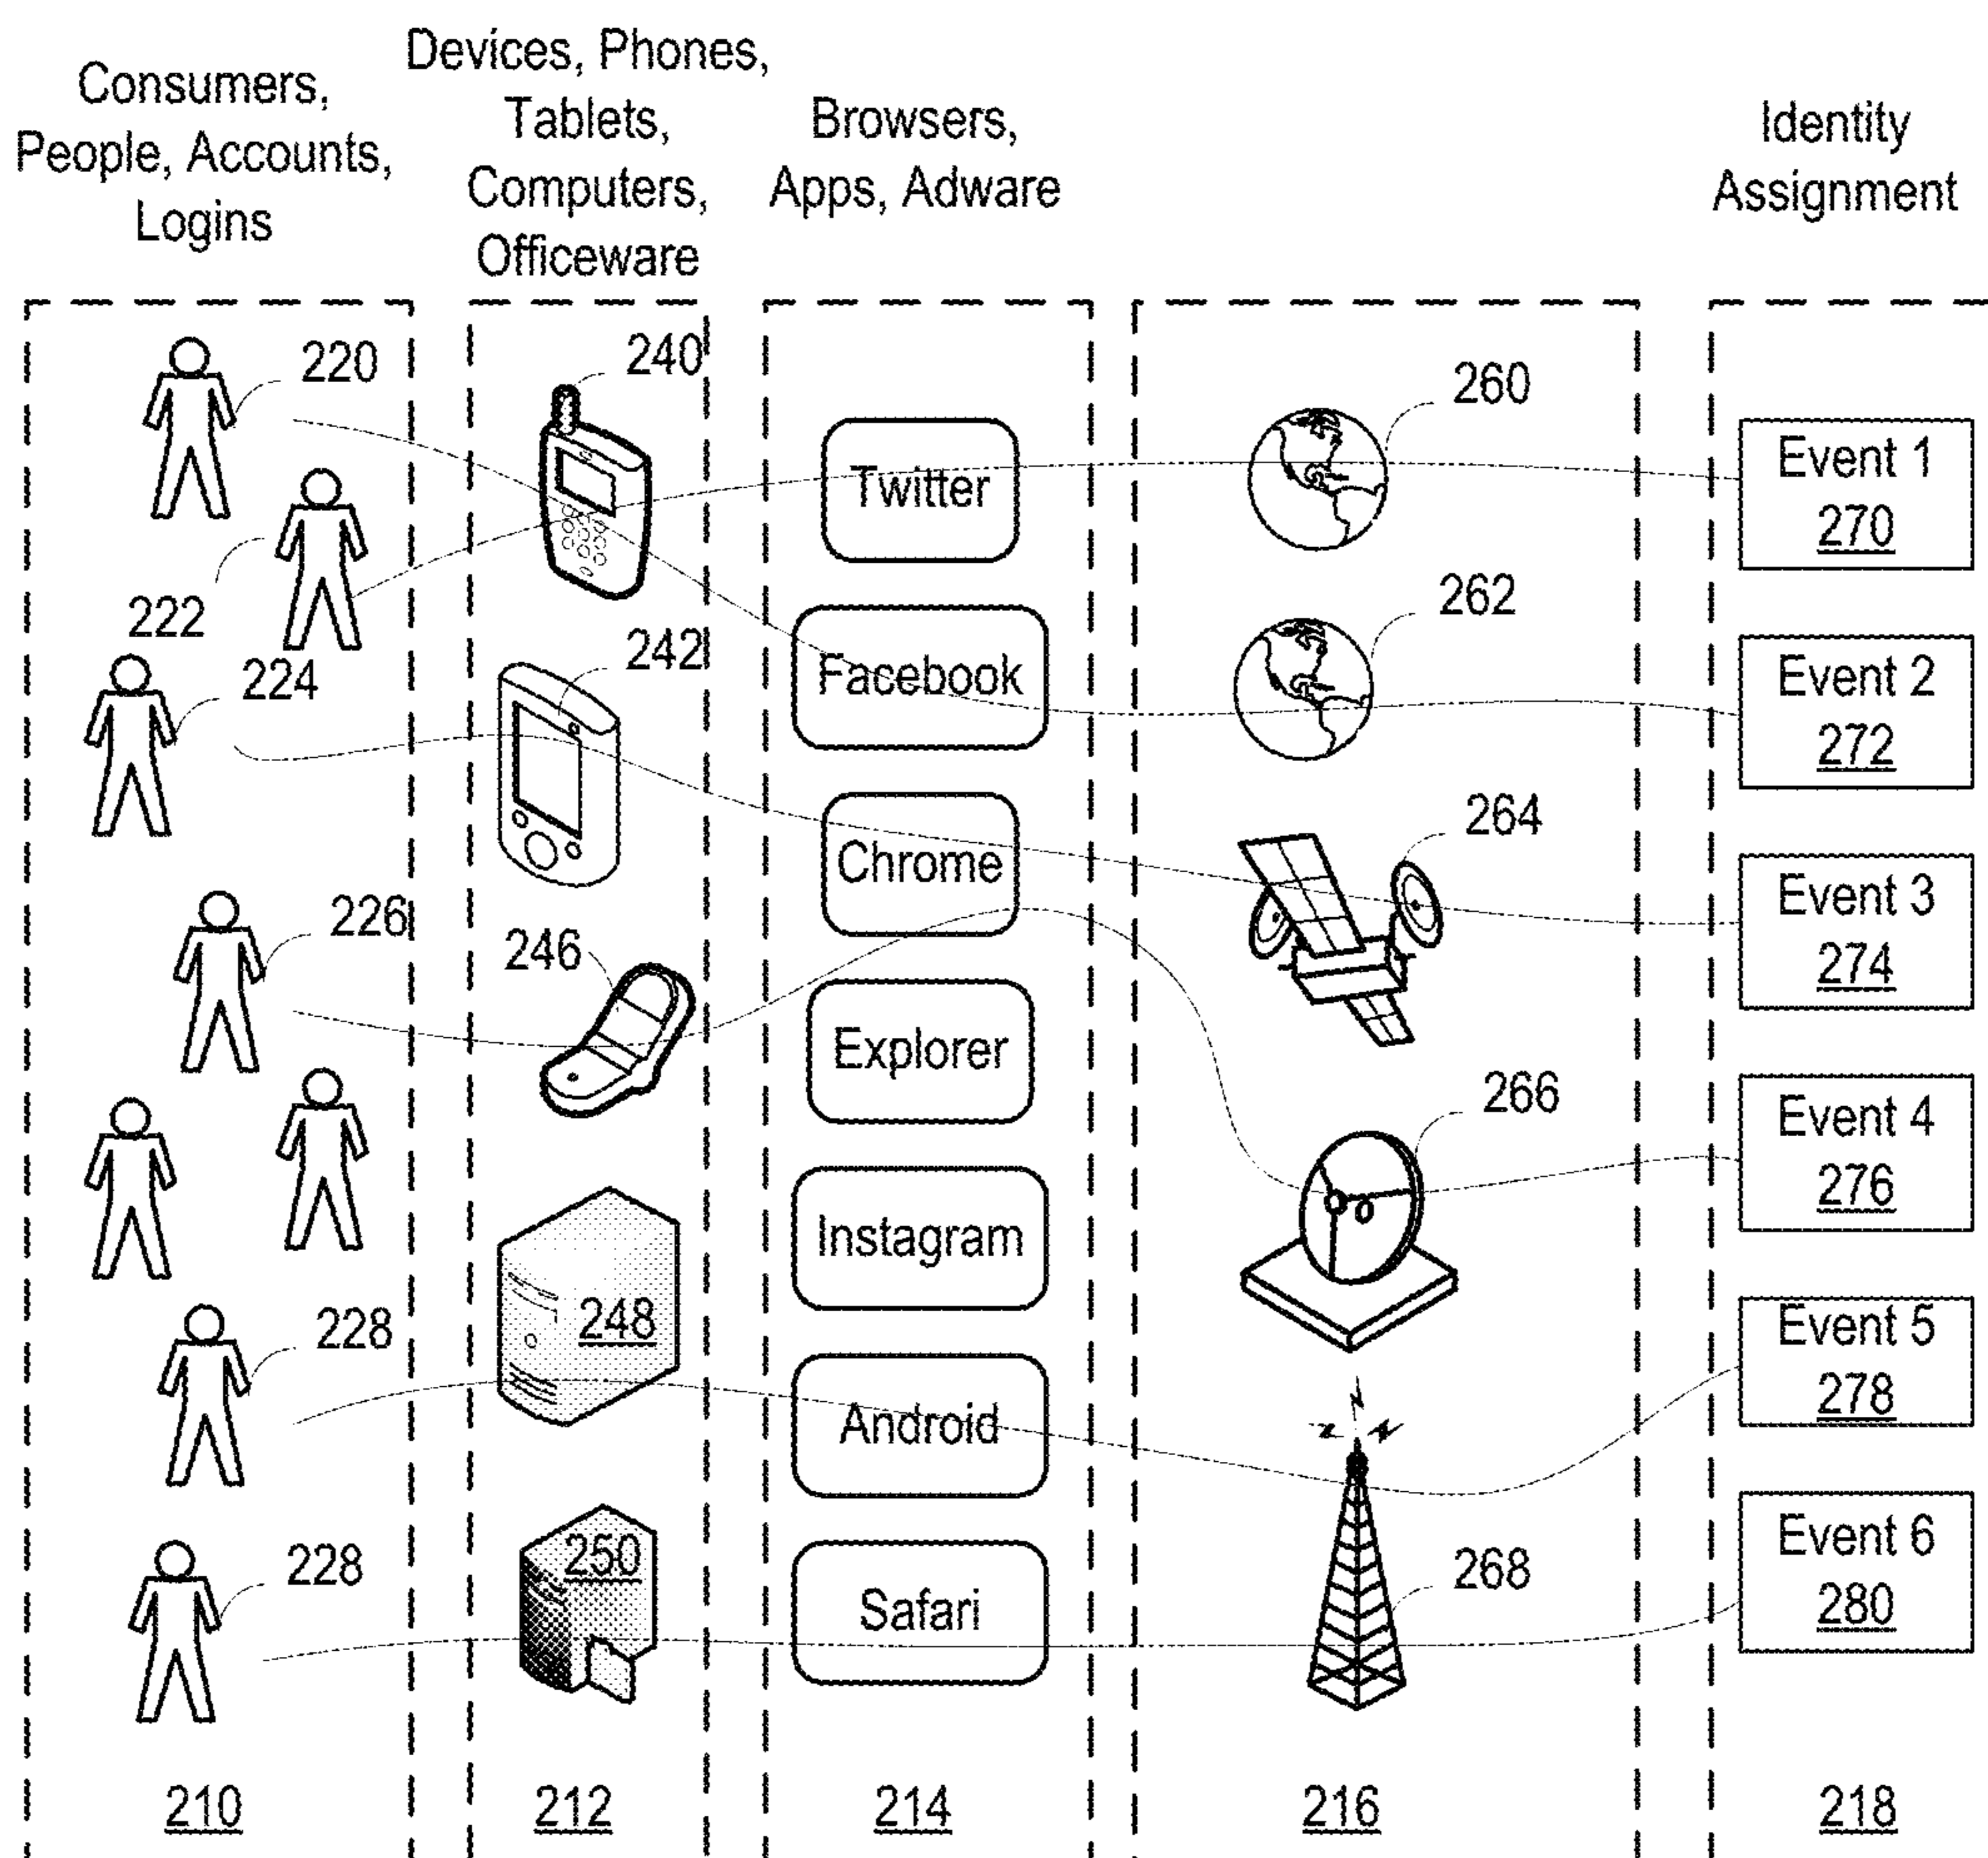 Consumers,
People, Accounts,
Logins
Devices, Phones,
Tablets,
Computers,
Officeware
Browsers,
Apps, Adware
Identity
Assignment
220
222
224
226
228
228
210
240
242
246
248
250
212
Twitter
Facebook
Chrome
Explorer
Instagram
Android
Safari
214
260
262
264
266
268
216
Event 1
270
Event 2
272
Event 3
274
Event 4
276
Event 5
278
Event 6
280
218